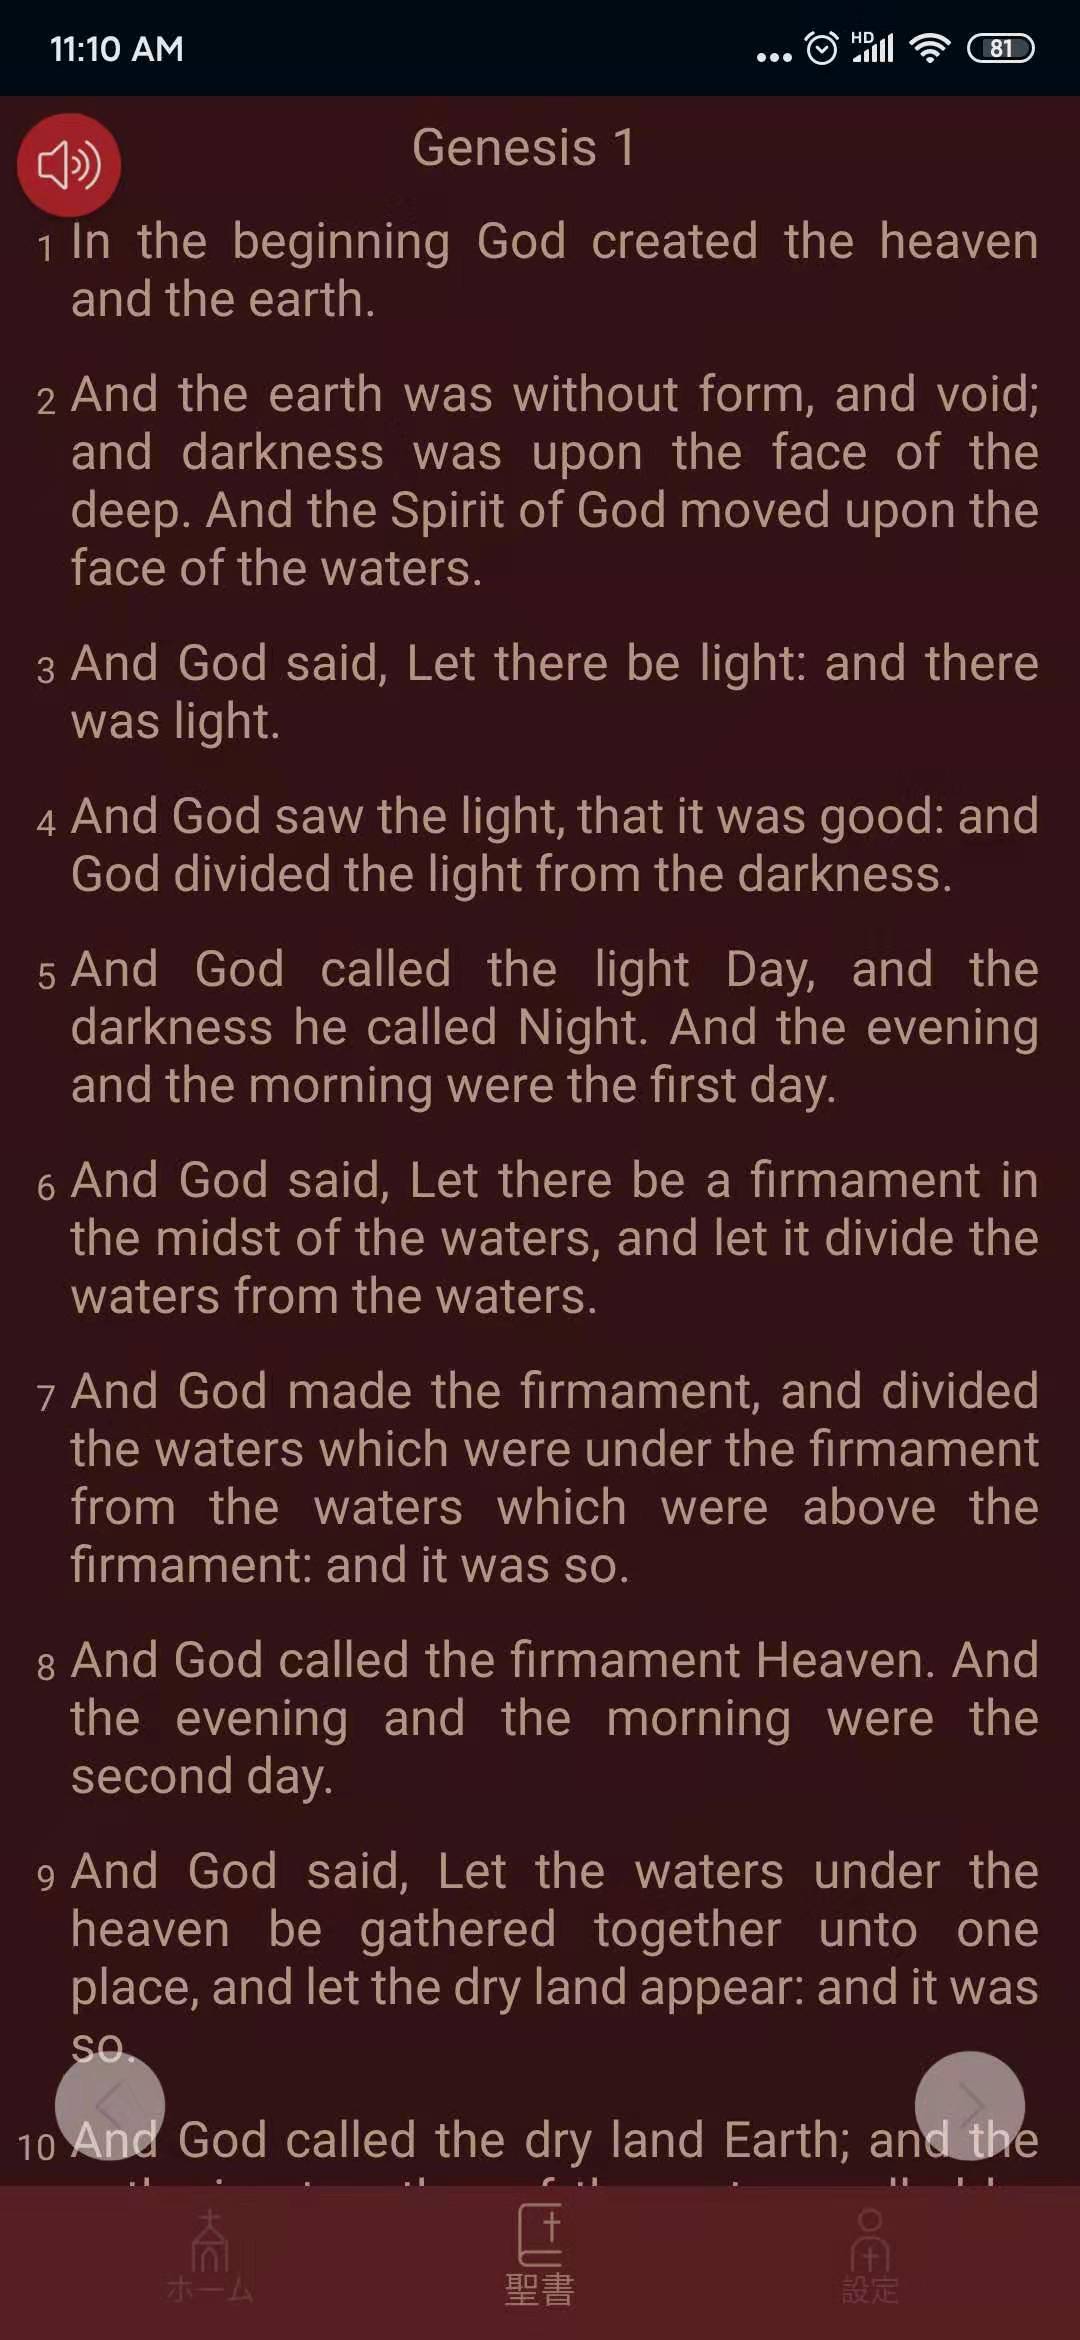 11:10 AM
HD
81
Genesis 1
1 In the beginning God created the heaven
and the earth.
2 And the earth was without form, and void;
and darkness was upon the face of the
deep. And the Spirit of God moved upon the
face of the waters.
3 And God said, Let there be light: and there
was light.
4 And God saw the light, that it was good: and
God divided the light from the darkness.
5 And God called the light Day, and the
darkness he called Night. And the evening
and the morning were the first day.
6 And God said, Let there be a firmament in
the midst of the waters, and let it divide the
waters from the waters.
7 And God made the firmament, and divided
the waters which were under the firmament
from the waters which were above the
firmament: and it was so.
8 And God called the firmament Heaven. And
the evening and the morning were the
second day.
9 And God said, Let the waters under the
heaven be gathered together unto one
place, and let the dry land appear: and it was
so.
10 And God called the dry land Earth; and the
ホーム
聖書
設定